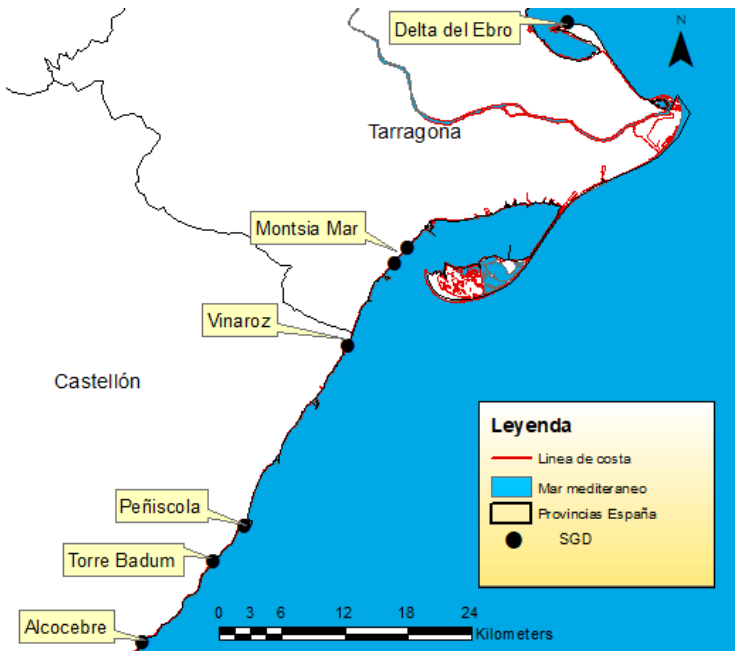 Delta del Ebro
N
Tarragona
Montsia Mar
Vinaroz
Castellón
Leyenda
Linea de costa
Mar mediteraneo
Provincias España
SGD
Peñiscola
Torre Badum
Alcocebre
0 3 6 12 18 24
Kilometers